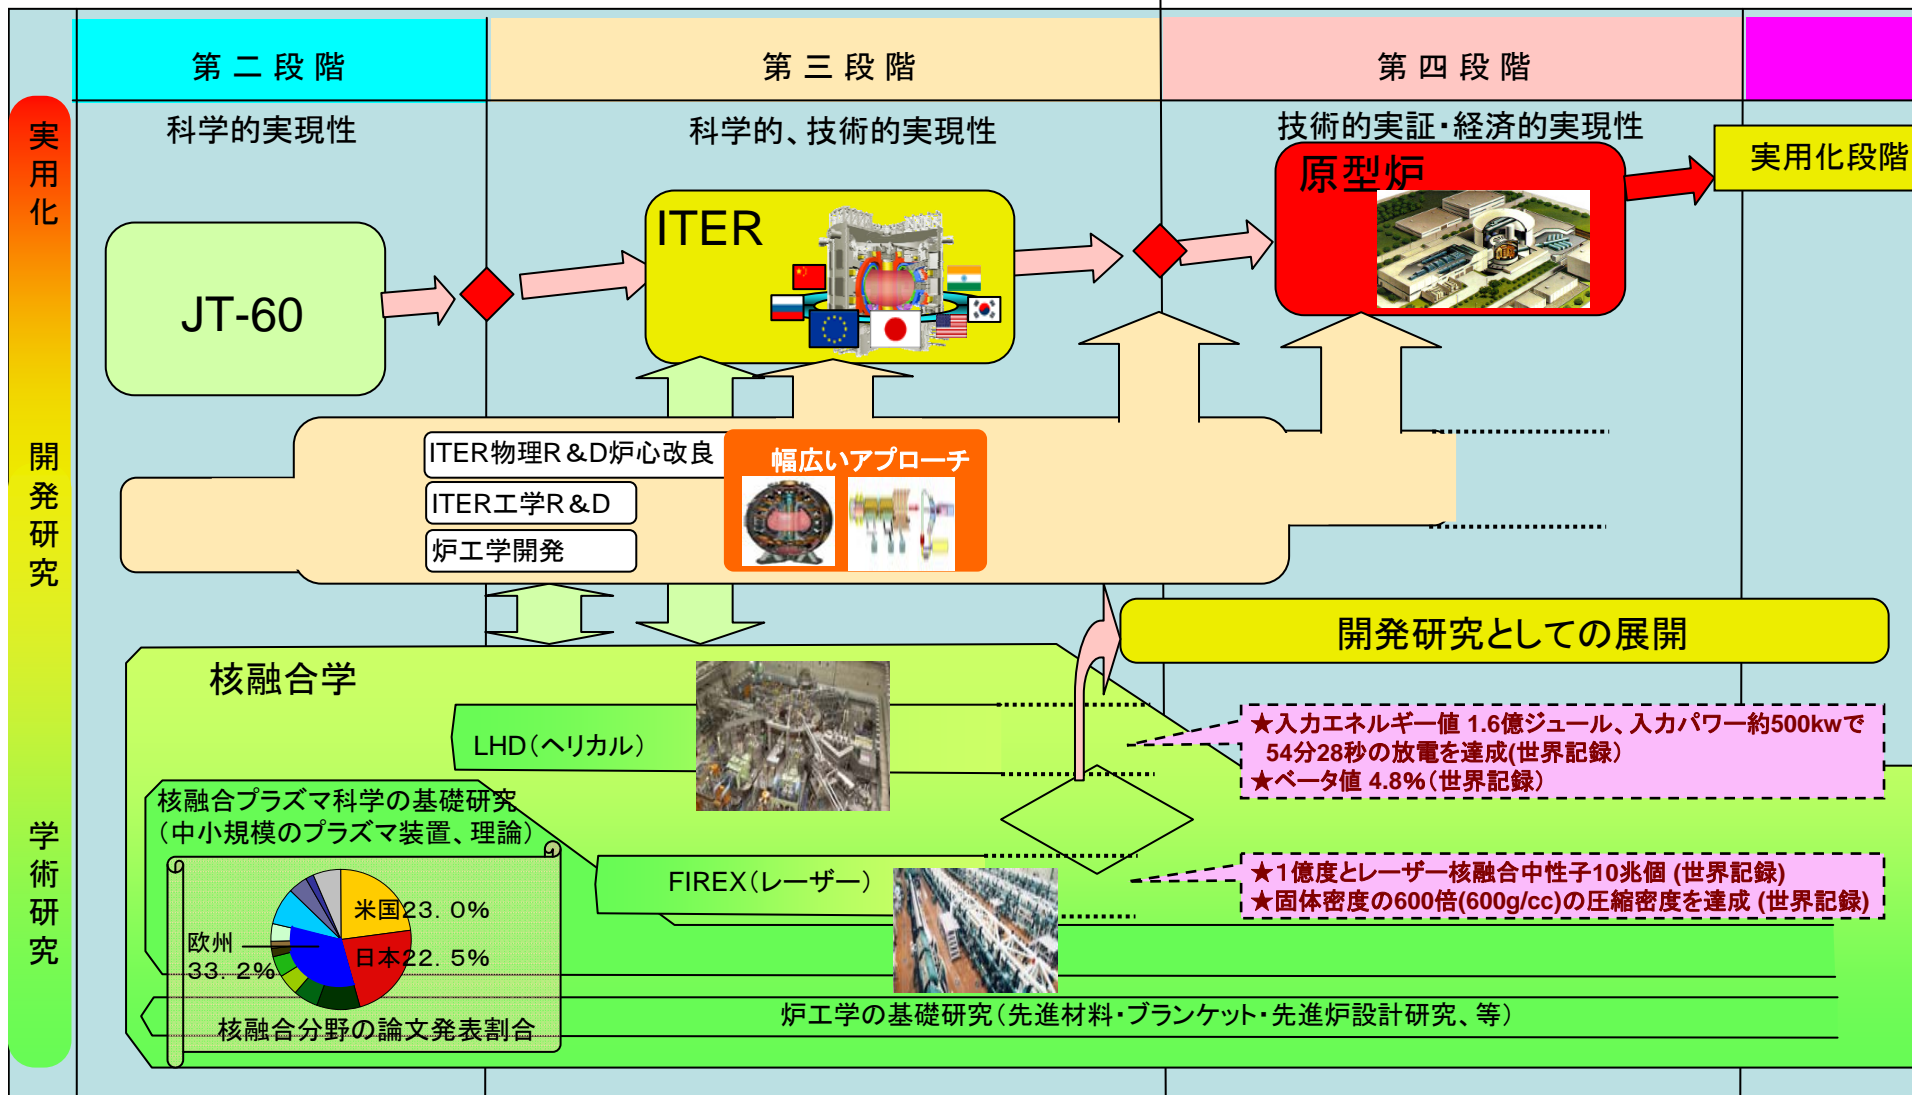 第二段階
第三段階
第四段階
実用化
開発研究
学術研究
科学的実現性
科学的、技術的実現性
技術的実証・経済的実現性
実用化段階
JT-60
ITER
原型炉
ITER物理R&D炉心改良
ITER工学R&D
炉工学開発
幅広いアプローチ
開発研究としての展開
核融合学
LHD(ヘリカル)
★入力エネルギー値 1.6億ジュール、入力パワー約500kwで
54分28秒の放電を達成(世界記録)
★ベータ値 4.8%(世界記録)
核融合プラズマ科学の基礎研究
(中小規模のプラズマ装置、理論)
FIREX(レーザー)
★1億度とレーザー核融合中性子10兆個 (世界記録)
★固体密度の600倍(600g/cc)の圧縮密度を達成 (世界記録)
米国23.0%
欧州
33.2%
日本22.5%
核融合分野の論文発表割合
炉工学の基礎研究(先進材料・ブランケット・先進炉設計研究、等)